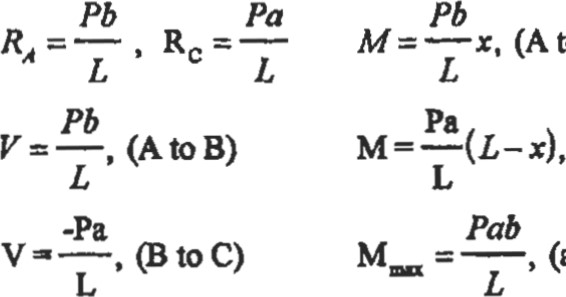 R_A = Pb/L , R_C = Pa/L M = Pb/L x, (A t
V = Pb/L, (A to B) M = Pa/L (L-x),
V = -Pa/L, (B to C) M_max = Pab/L, (a